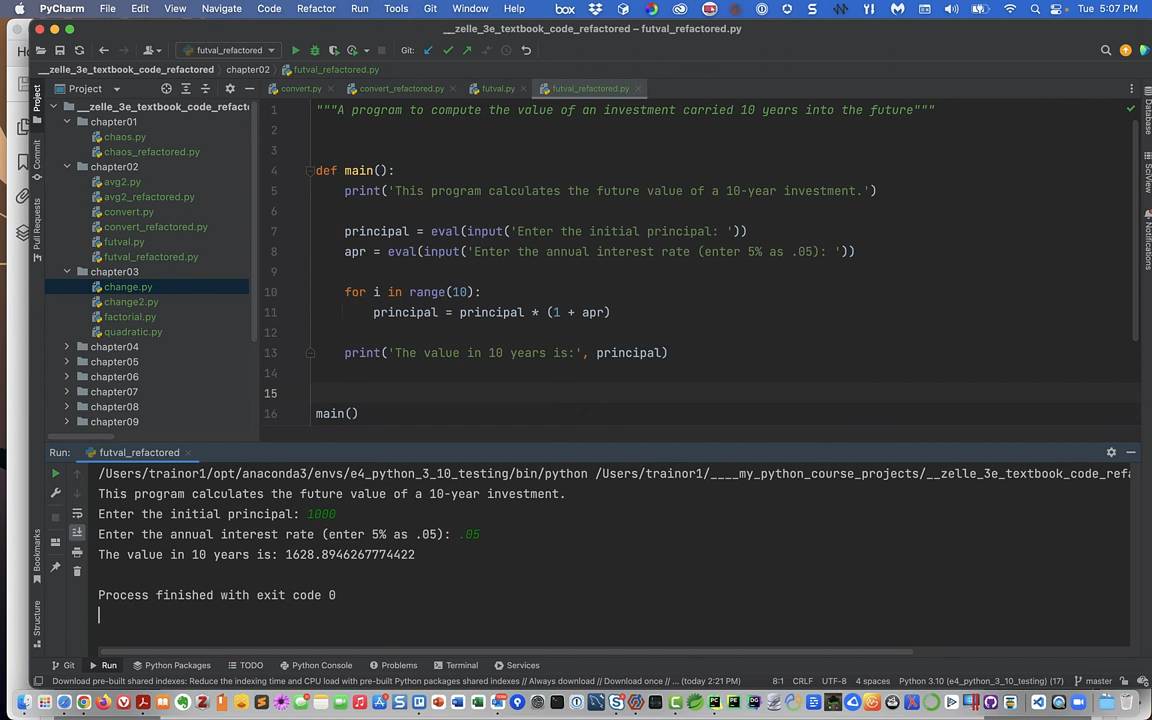 PyCharm File Edit View Navigate Code Refactor Run Tools Git Window Help box Tue 5:07 PM
__zelle_3e_textbook_code_refactored – futval_refactored.py
futval_refactored Git:
__zelle_3e_textbook_code_refactored chapter02 futval_refactored.py
Project convert.py convert_refactored.py futval.py futval_refactored.py
__zelle_3e_textbook_code_refacto
chapter01
chaos.py
chaos_refactored.py
chapter02
avg2.py
avg2_refactored.py
convert.py
convert_refactored.py
futval.py
futval_refactored.py
chapter03
change.py
change2.py
factorial.py
quadratic.py
chapter04
chapter05
chapter06
chapter07
chapter08
chapter09
Project
Commit
Pull Requests
Bookmarks
Structure
Database
SciView
Notifications
1 """A program to compute the value of an investment carried 10 years into the future"""
2
3
4 def main():
5 print('This program calculates the future value of a 10-year investment.')
6
7 principal = eval(input('Enter the initial principal: '))
8 apr = eval(input('Enter the annual interest rate (enter 5% as .05): '))
9
10 for i in range(10):
11 principal = principal * (1 + apr)
12
13 print('The value in 10 years is:', principal)
14
15
16 main()
Run: futval_refactored
/Users/trainor1/opt/anaconda3/envs/e4_python_3_10_testing/bin/python /Users/trainor1/____my_python_course_projects/__zelle_3e_textbook_code_refa
This program calculates the future value of a 10-year investment.
Enter the initial principal: 1000
Enter the annual interest rate (enter 5% as .05): .05
The value in 10 years is: 1628.8946267774422
Process finished with exit code 0
Git Run Python Packages TODO Python Console Problems Terminal Services
Download pre-built shared indexes: Reduce the indexing time and CPU load with pre-built Python packages shared indexes // Always download // Download once // ... (today 2:21 PM) 8:1 CRLF UTF-8 4 spaces Python 3.10 (e4_python_3_10_testing) (17) master